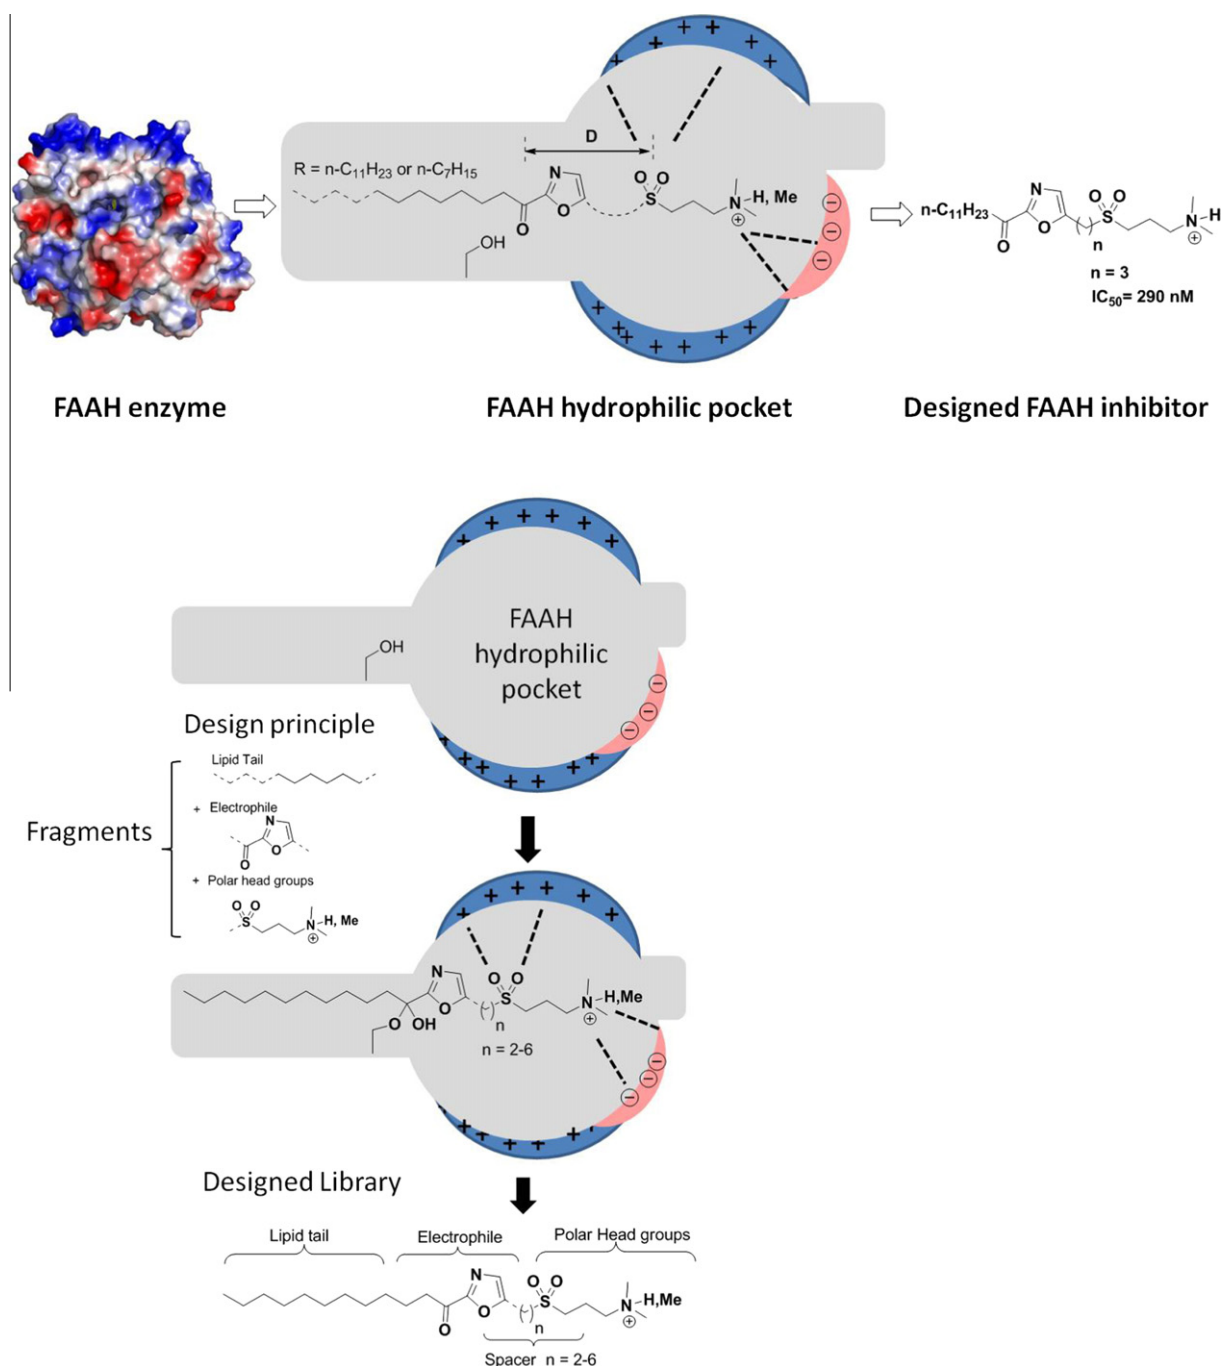 D
R = n-C₁₁H₂₃ or n-C₇H₁₅
N
O
O
OH
O O
S
N-H, Me
+ + + + + +
− − −
+ + + + + + + +
N
O
O O
S
n-C₁₁H₂₃
O
n
N
H
n = 3
IC₅₀= 290 nM
FAAH enzyme
FAAH hydrophilic pocket
Designed FAAH inhibitor
+ + + + + +
FAAH
hydrophilic
pocket
OH
− − −
+ + + + + + + +
Design principle
Lipid Tail
+ Electrophile
N
O
O
Fragments
+ Polar head groups
O O
S
N-H, Me
+ + + + + +
N
O
O O
S
N-H,Me
O OH
n
n = 2-6
− − −
+ + + + + + +
Designed Library
Lipid tail
Electrophile
Polar Head groups
N
O
O
O O
S
N-H,Me
n
Spacer n = 2-6